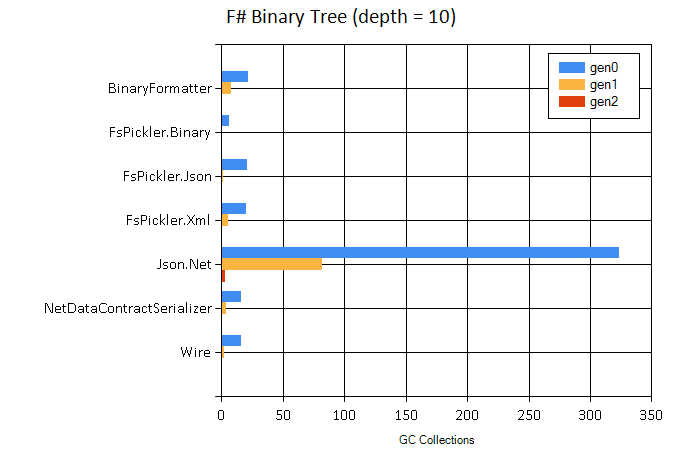 F# Binary Tree (depth = 10)
gen0
gen1
gen2
BinaryFormatter
FsPickler.Binary
FsPickler.Json
FsPickler.Xml
Json.Net
NetDataContractSerializer
Wire
0 50 100 150 200 250 300 350
GC Collections